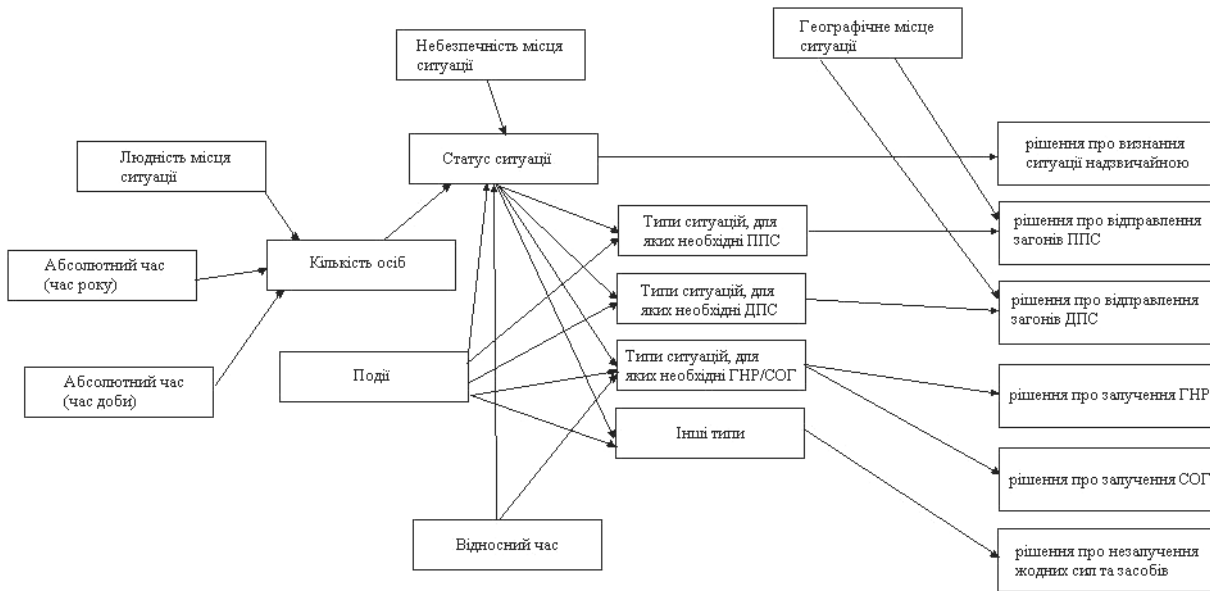 Географічне місце
ситуації
Небезпечність місця
ситуації
Статус ситуації
рішення про визнання
ситуації надзвичайною
Людність місця
ситуації
Типи ситуацій, для
яких необхідні ППС
рішення про відправлення
загонів ППС
Абсолютний час
(час року)
Кількість осіб
Типи ситуацій, для
яких необхідні ДПС
рішення про відправлення
загонів ДПС
Абсолютний час
(час доби)
Події
Типи ситуацій, для
яких необхідні ГНР/СОГ
рішення про залучення ГНР
Інші типи
рішення про залучення СОГ
Відносний час
рішення про незалучення
жодних сил та засобів